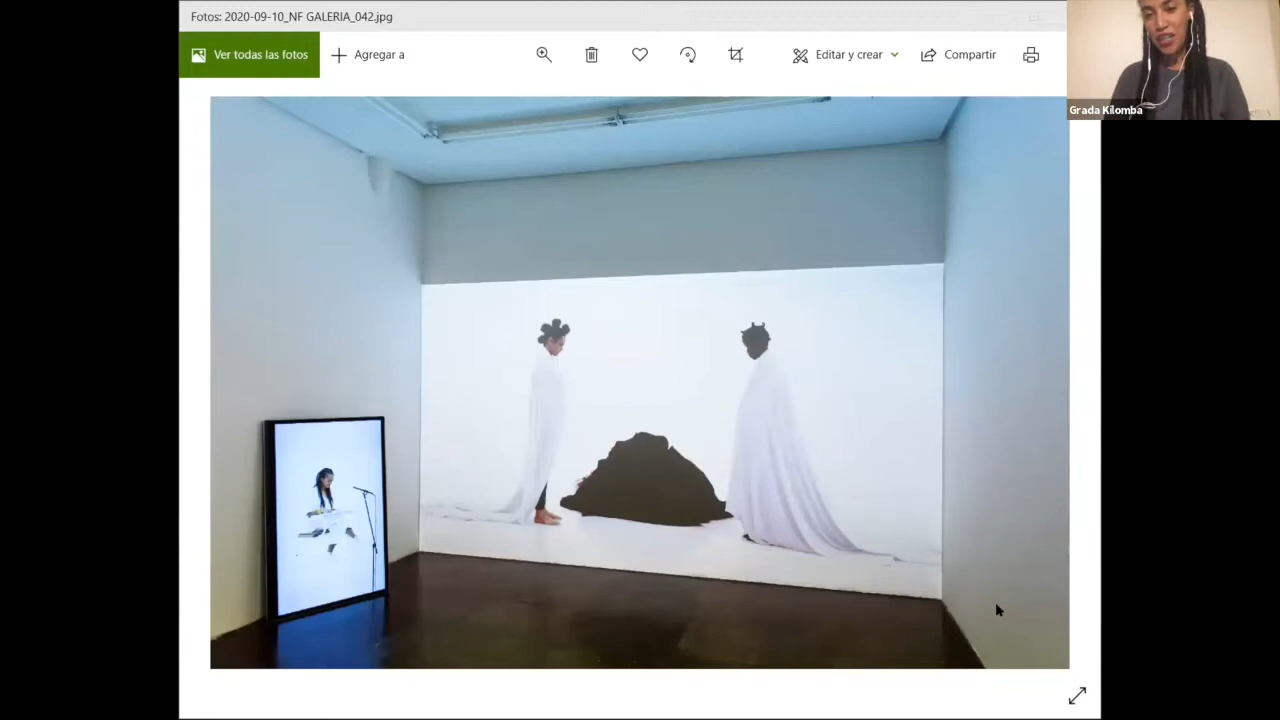 Fotos: 2020-09-10_NF GALERIA_042.jpg
Ver todas las fotos
Agregar a
Editar y crear
Compartir
Grada Kilomba